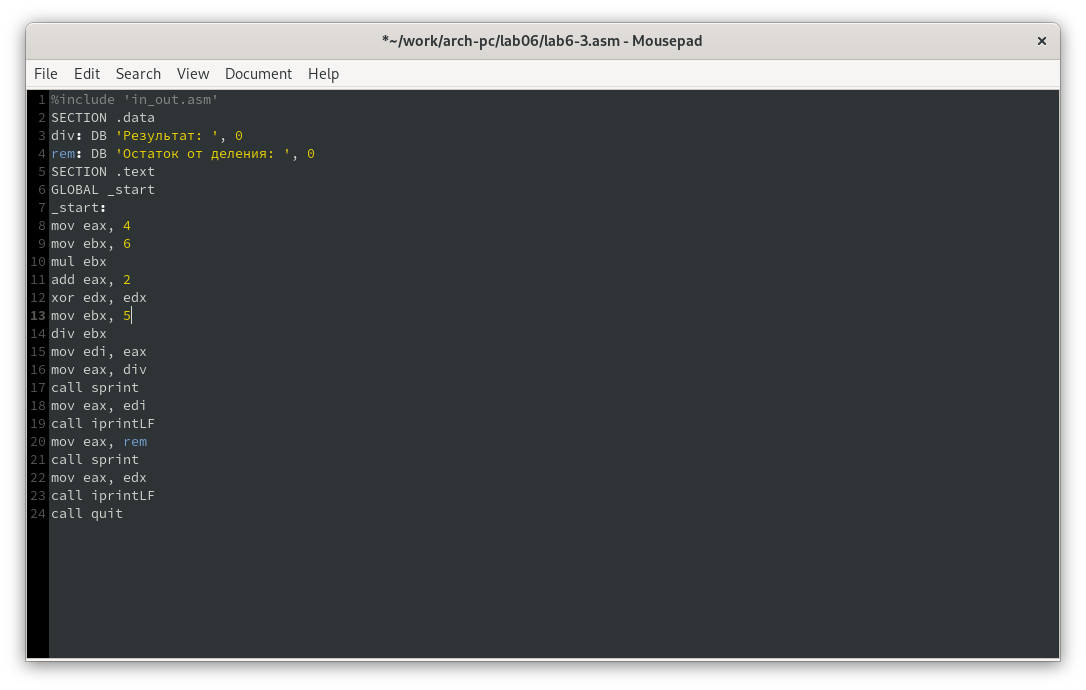 *~/work/arch-pc/lab06/lab6-3.asm - Mousepad
×
File Edit Search View Document Help
1 %include 'in_out.asm'
2 SECTION .data
3 div: DB 'Результат: ', 0
4 rem: DB 'Остаток от деления: ', 0
5 SECTION .text
6 GLOBAL _start
7 _start:
8 mov eax, 4
9 mov ebx, 6
10 mul ebx
11 add eax, 2
12 xor edx, edx
13 mov ebx, 5
14 div ebx
15 mov edi, eax
16 mov eax, div
17 call sprint
18 mov eax, edi
19 call iprintLF
20 mov eax, rem
21 call sprint
22 mov eax, edx
23 call iprintLF
24 call quit